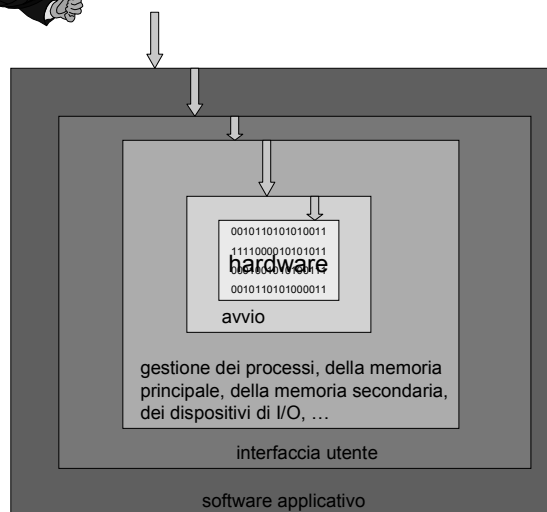 0010110101010011
1111000010101011
hardware
0010110101000011
avvio
gestione dei processi, della memoria
principale, della memoria secondaria,
dei dispositivi di I/O, …
interfaccia utente
software applicativo